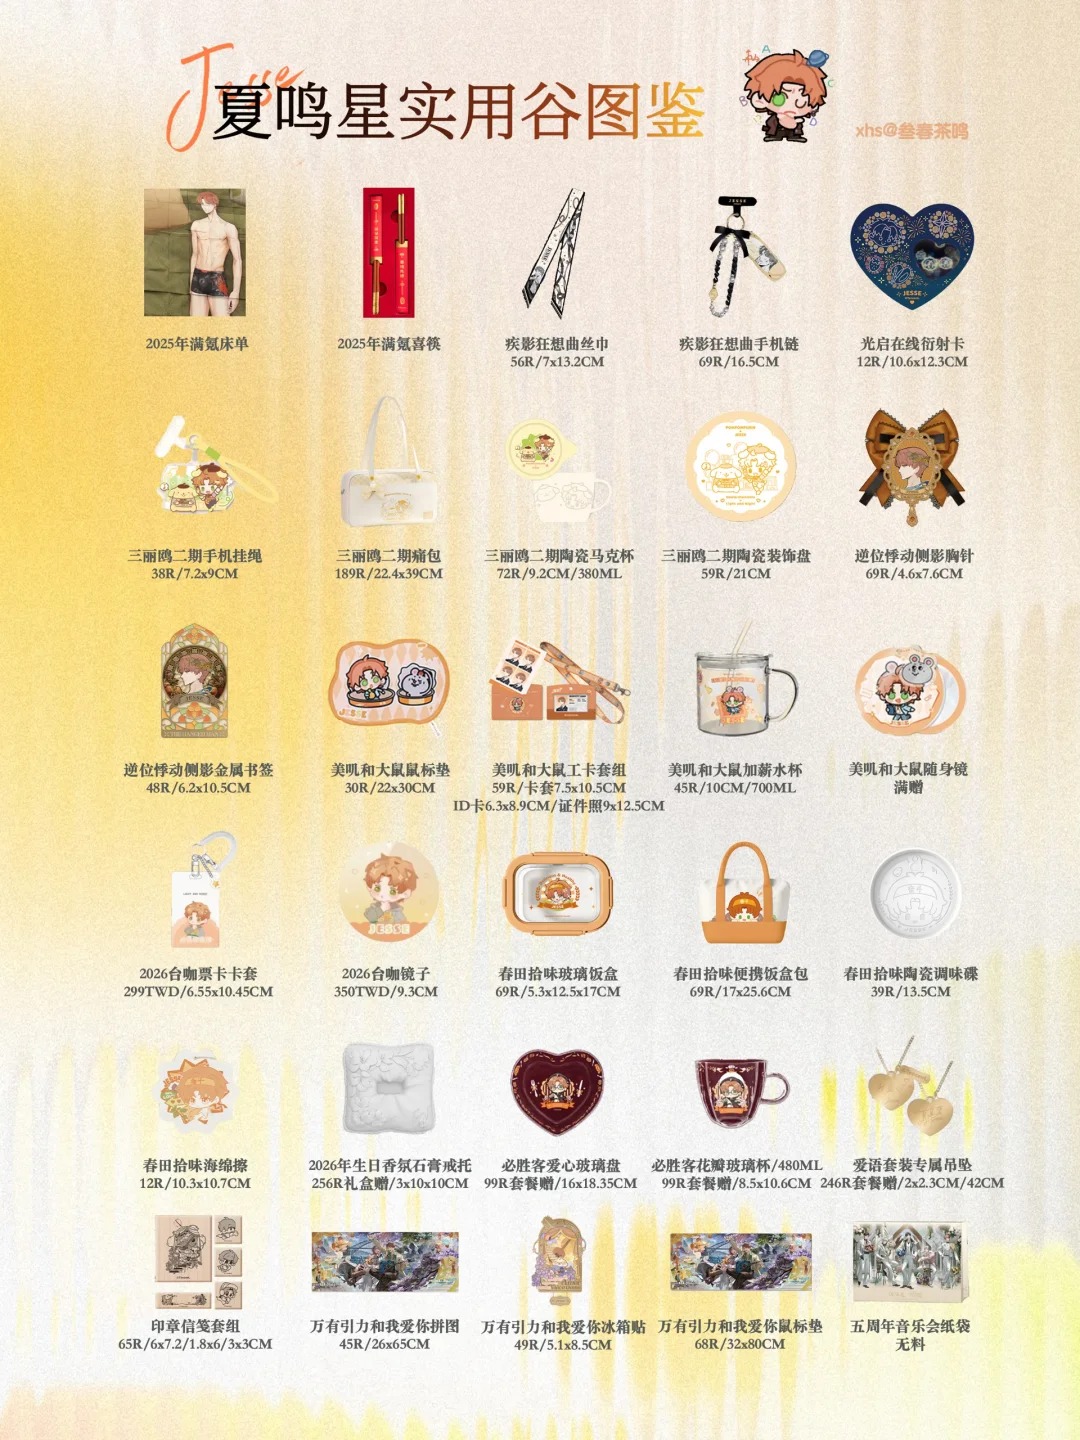 Jesse
夏鸣星实用谷图鉴
xhs@叁春茶鸣
2025年满氪床单
2025年满氪喜筷
疾影狂想曲丝巾
56R/7x13.2CM
疾影狂想曲手机链
69R/16.5CM
光启在线衍射卡
12R/10.6x12.3CM
三丽鸥二期手机挂绳
38R/7.2x9CM
三丽鸥二期痛包
189R/22.4x39CM
三丽鸥二期陶瓷马克杯
72R/9.2CM/380ML
三丽鸥二期陶瓷装饰盘
59R/21CM
逆位悸动侧影胸针
69R/4.6x7.6CM
逆位悸动侧影金属书签
48R/6.2x10.5CM
美叽和大鼠鼠标垫
30R/22x30CM
美叽和大鼠工卡套组
59R/卡套7.5x10.5CM
ID卡6.3x8.9CM/证件照9x12.5CM
美叽和大鼠加薪水杯
45R/10CM/700ML
美叽和大鼠随身镜
满赠
2026台咖票卡卡套
299TWD/6.55x10.45CM
2026台咖镜子
350TWD/9.3CM
春田拾味玻璃饭盒
69R/5.3x12.5x17CM
春田拾味便携饭盒包
69R/17x25.6CM
春田拾味陶瓷调味碟
39R/13.5CM
春田拾味海绵擦
12R/10.3x10.7CM
2026年生日香氛石膏戒托
256R礼盒赠/3x10x10CM
必胜客爱心玻璃盘
99R套餐赠/16x18.35CM
必胜客花瓣玻璃杯/480ML
99R套餐赠/8.5x10.6CM
爱语套装专属吊坠
246R套餐赠/2x2.3CM/42CM
印章信笺套组
65R/6x7.2/1.8x6/3x3CM
万有引力和我爱你拼图
45R/26x65CM
万有引力和我爱你冰箱贴
49R/5.1x8.5CM
万有引力和我爱你鼠标垫
68R/32x80CM
五周年音乐会纸袋
无料